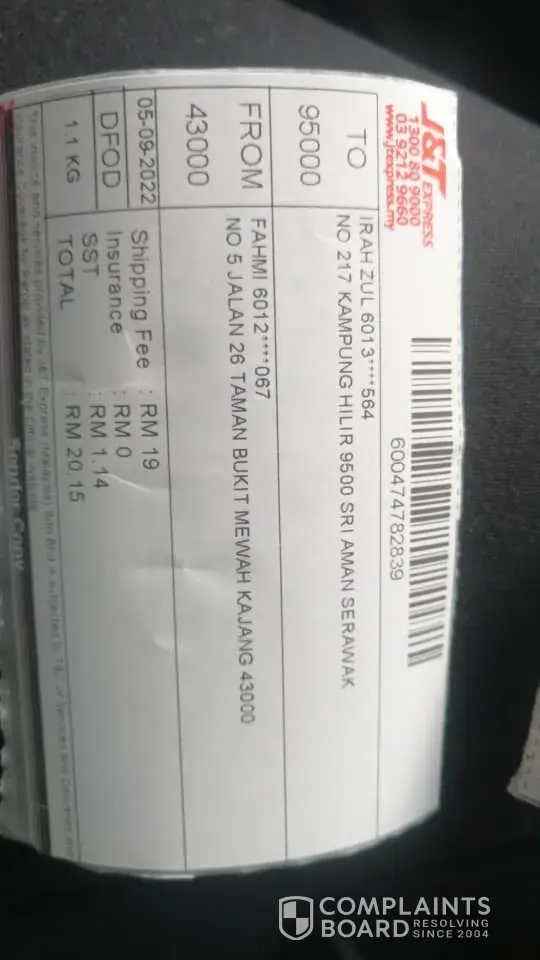 J&T EXPRESS
1300 80 9000
03 9212 9660
www.jtexpress.my
600474782839
TO
95000
IRAH ZUL 6013****564
NO 217 KAMPUNG HILIR 9500 SRI AMAN SERAWAK
FROM
43000
FAHMI 6012****067
NO 5 JALAN 26 TAMAN BUKIT MEWAH KAJANG 43000
05-09-2022
DFOD
1.1 KG
Shipping Fee : RM 19
Insurance : RM 0
SST : RM 1.14
TOTAL : RM 20.15
Sender Copy
COMPLAINTS
BOARD
RESOLVING
SINCE 2004